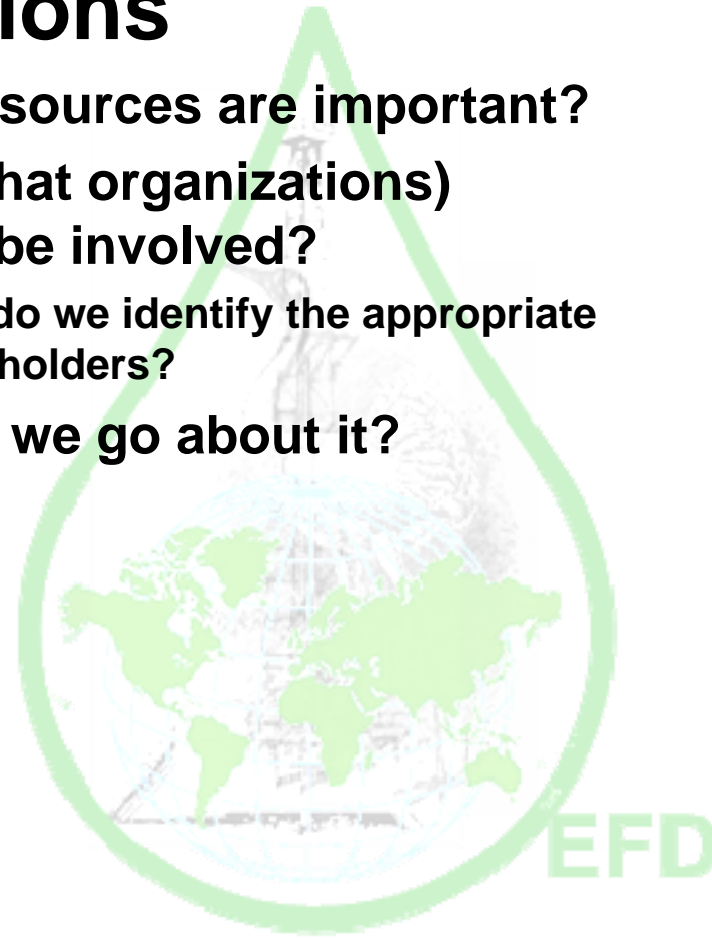 ions
sources are important?
hat organizations)
be involved?
do we identify the appropriate
holders?
we go about it?
EFD